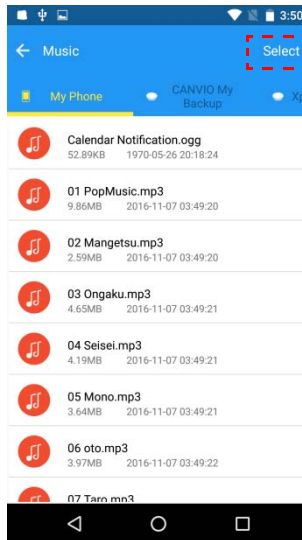 3:50
Music
Select
My Phone
CANVIO My
Backup
Calendar Notification.ogg
52.89KB 1970-05-26 20:18:24
01 PopMusic.mp3
9.86MB 2016-11-07 03:49:20
02 Mangetsu.mp3
2.59MB 2016-11-07 03:49:20
03 Ongaku.mp3
4.65MB 2016-11-07 03:49:21
04 Seisei.mp3
4.19MB 2016-11-07 03:49:21
05 Mono.mp3
3.64MB 2016-11-07 03:49:21
06 oto.mp3
3.97MB 2016-11-07 03:49:22
07 Taro.mp3